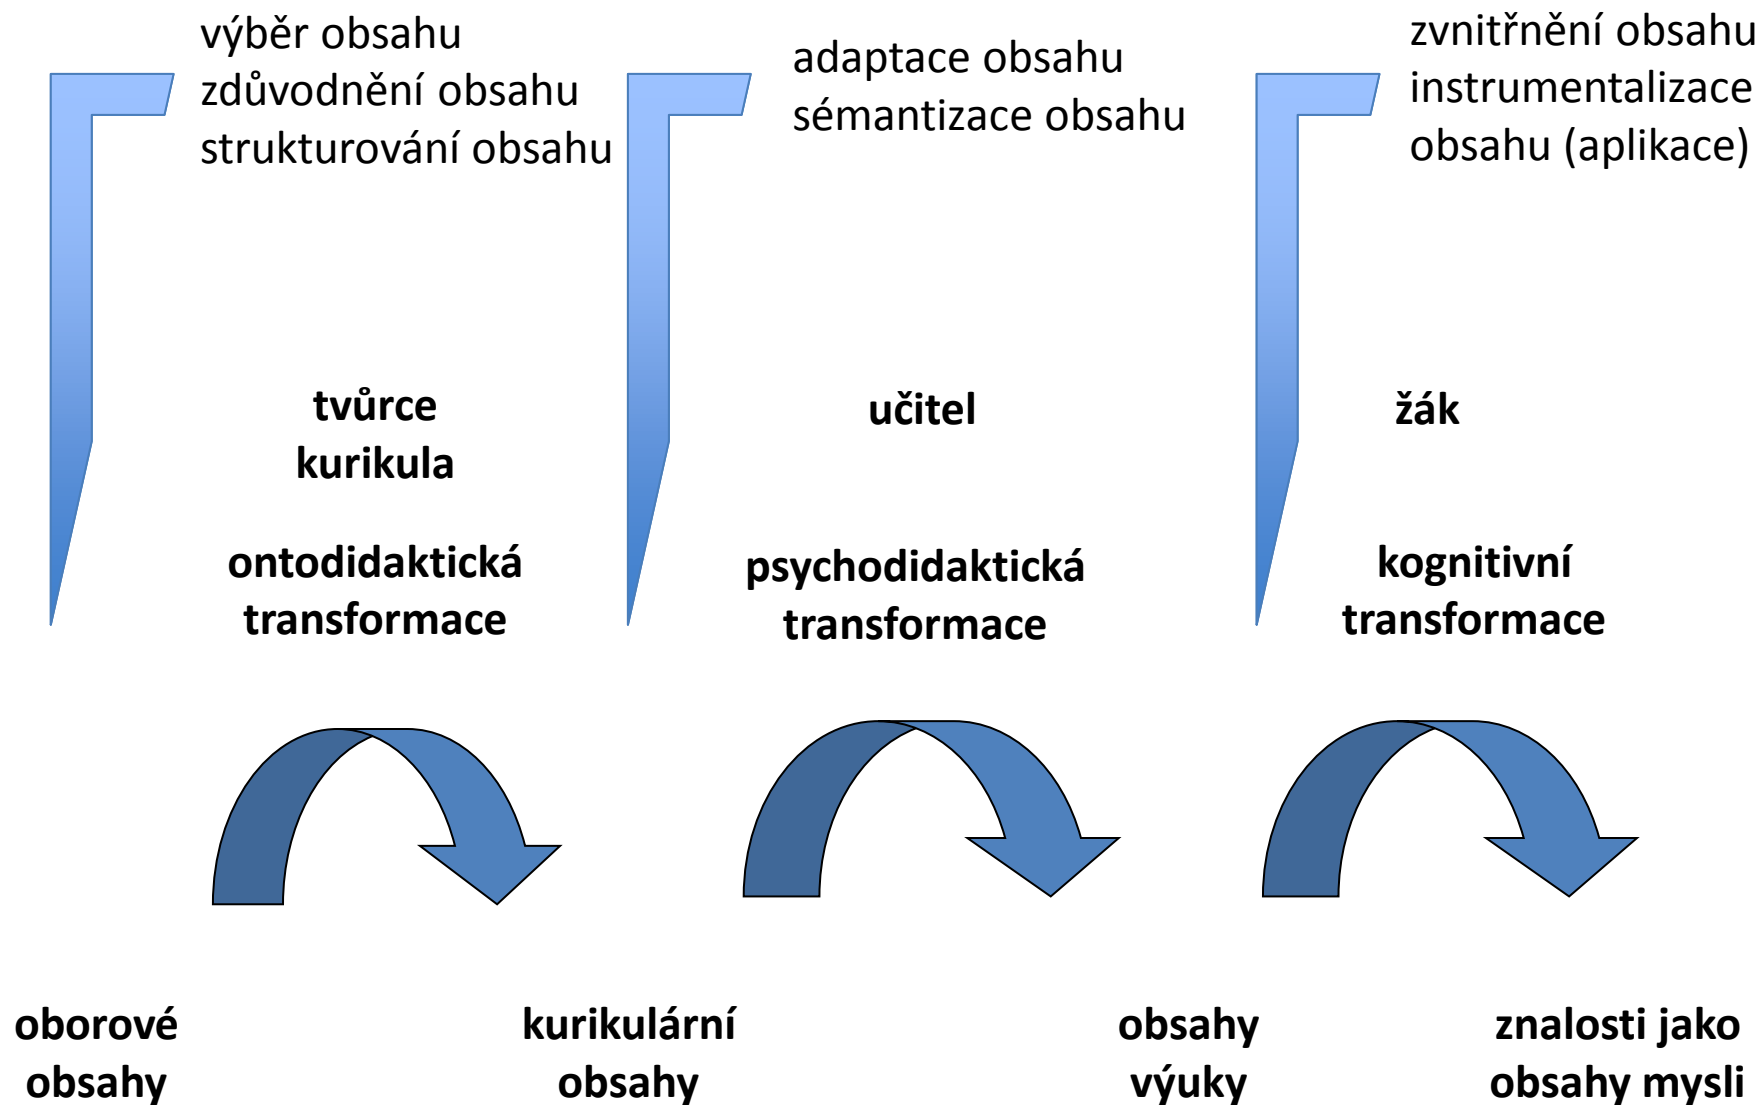 výběr obsahu
zdůvodnění obsahu
strukturování obsahu
adaptace obsahu
sémantizace obsahu
zvnitřnění obsahu
instrumentalizace
obsahu (aplikace)
tvůrce
kurikula
učitel
žák
ontodidaktická
transformace
psychodidaktická
transformace
kognitivní
transformace
oborové
obsahy
kurikulární
obsahy
obsahy
výuky
znalosti jako
obsahy mysli